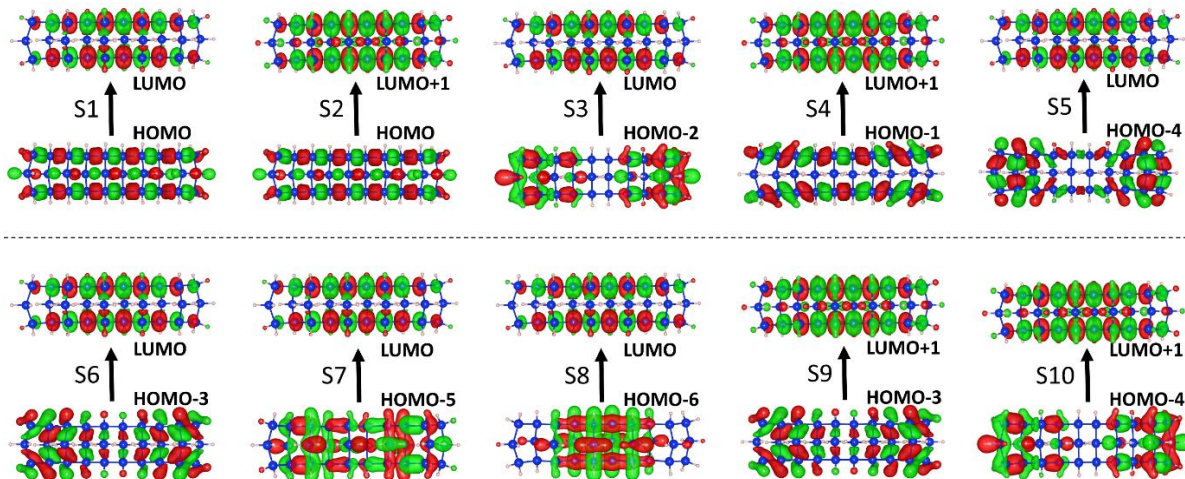 LUMO
S1
HOMO
LUMO+1
S2
HOMO
LUMO
S3
HOMO-2
LUMO+1
S4
HOMO-1
LUMO
S5
HOMO-4
LUMO
S6
HOMO-3
LUMO
S7
HOMO-5
LUMO
S8
HOMO-6
LUMO+1
S9
HOMO-3
LUMO+1
S10
HOMO-4